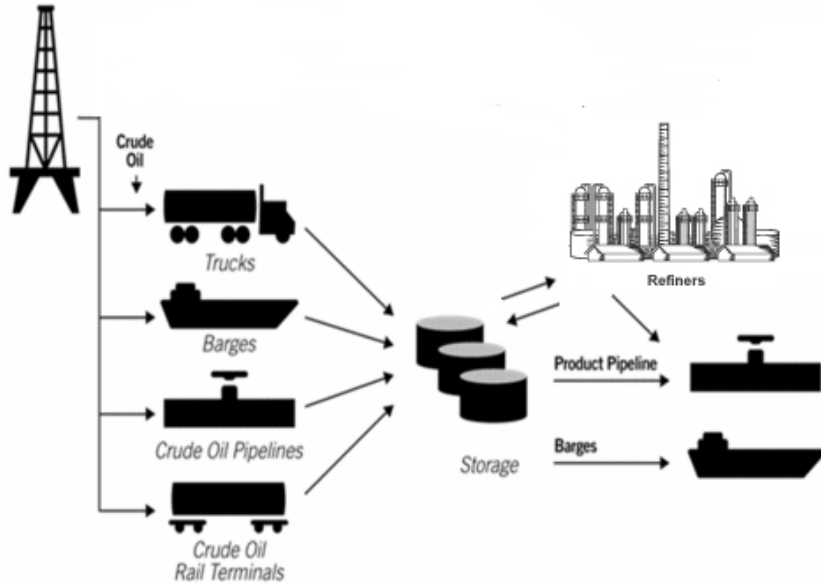 Crude
Oil
Trucks
Barges
Crude Oil Pipelines
Crude Oil
Rail Terminals
Storage
Refiners
Product Pipeline
Barges